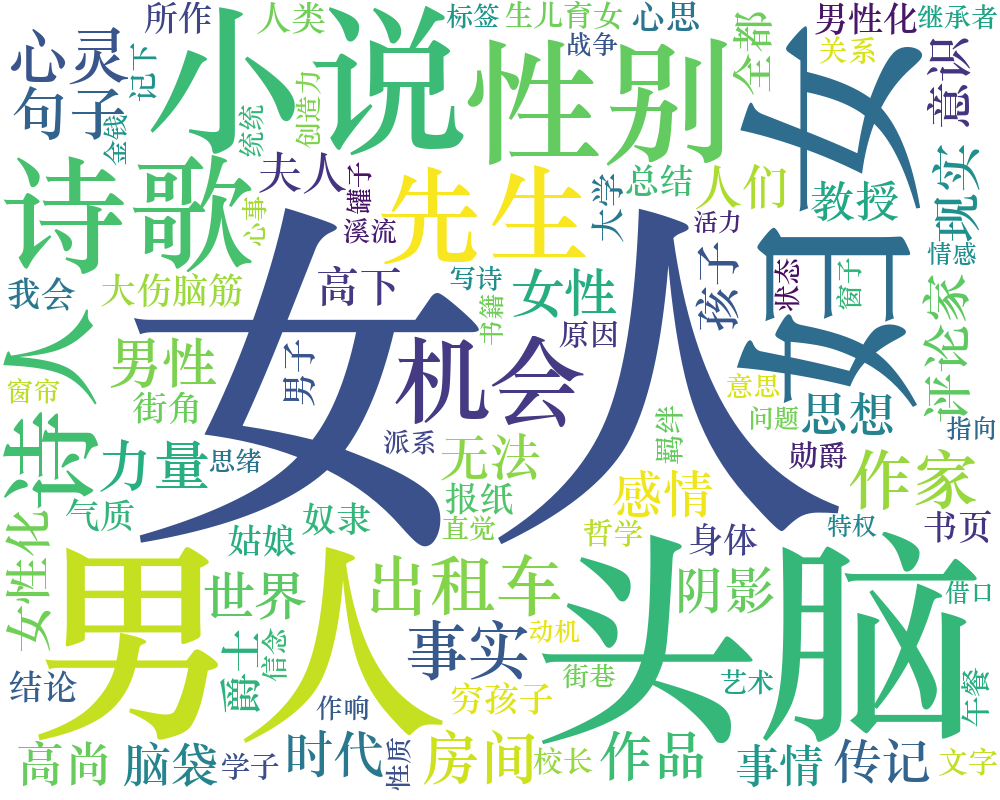 所作
人类
标签
生儿育女
心思
男性化
继承者
心灵
记下
小说
性别
战争
全都
妇女
关系
意识
句子
金钱
统统
创造力
诗歌
夫人
罐子
先生
大学
总结
人们
教授
现实
心事
溪流
活力
情感
我会
大伤脑筋
高下
写诗
书籍
女性
原因
孩子
状态
窗子
评论家
诗人
窗帘
男性
街角
男子
女人
机会
派系
羁绊
意思
问题
思想
指向
力量
思绪
无法
勋爵
作家
气质
姑娘
奴隶
报纸
直觉
感情
哲学
身体
特权
书页
女性化
男人
世界
出租车
头脑
阴影
借口
爵士
信念
事实
动机
街巷
结论
作响
穷孩子
艺术
午餐
高尚
脑袋
学子
时代
性质
房间
校长
作品
事情
传记
文字